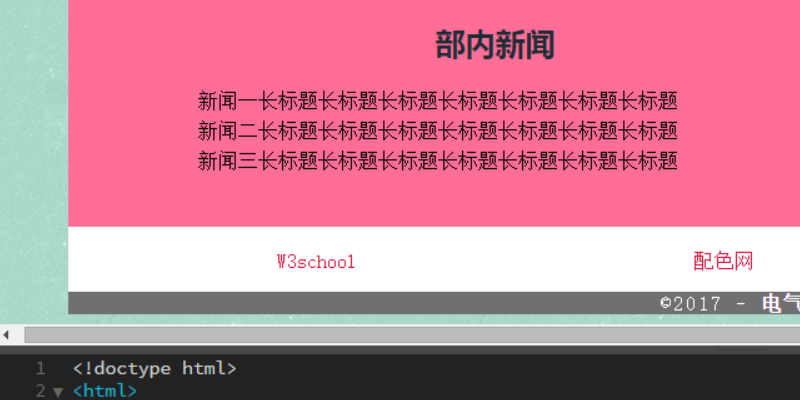 部内新闻
新闻一长标题长标题长标题长标题长标题长标题长标题
新闻二长标题长标题长标题长标题长标题长标题长标题
新闻三长标题长标题长标题长标题长标题长标题长标题
W3school 配色网
©2017 - 电气
1 <!doctype html>
2 <html>